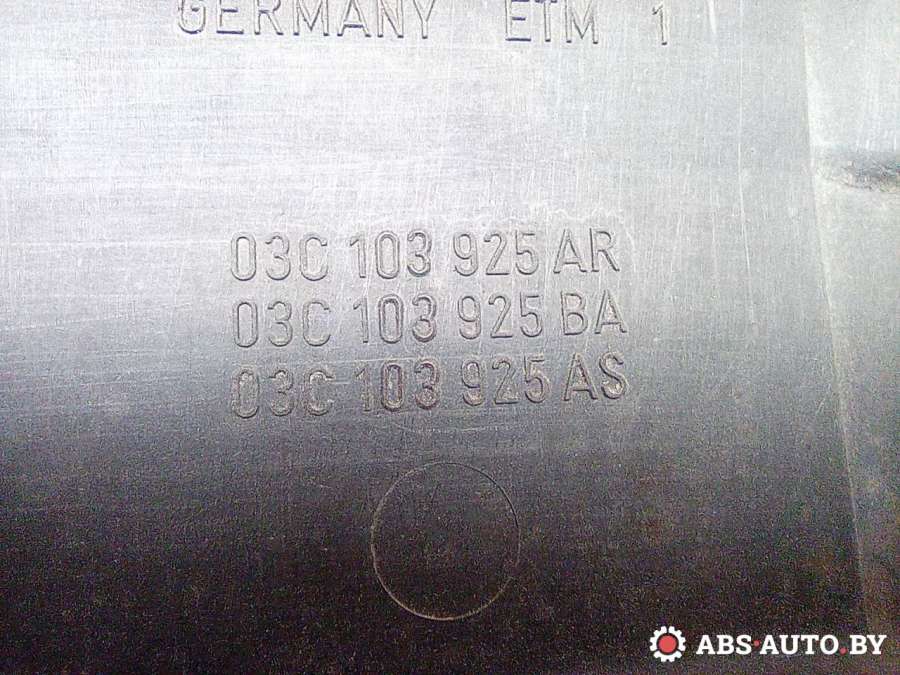 GERMANY ETM 1
03C 103 925 AR
03C 103 925 BA
03C 103 925 AS
ABS-AUTO.BY